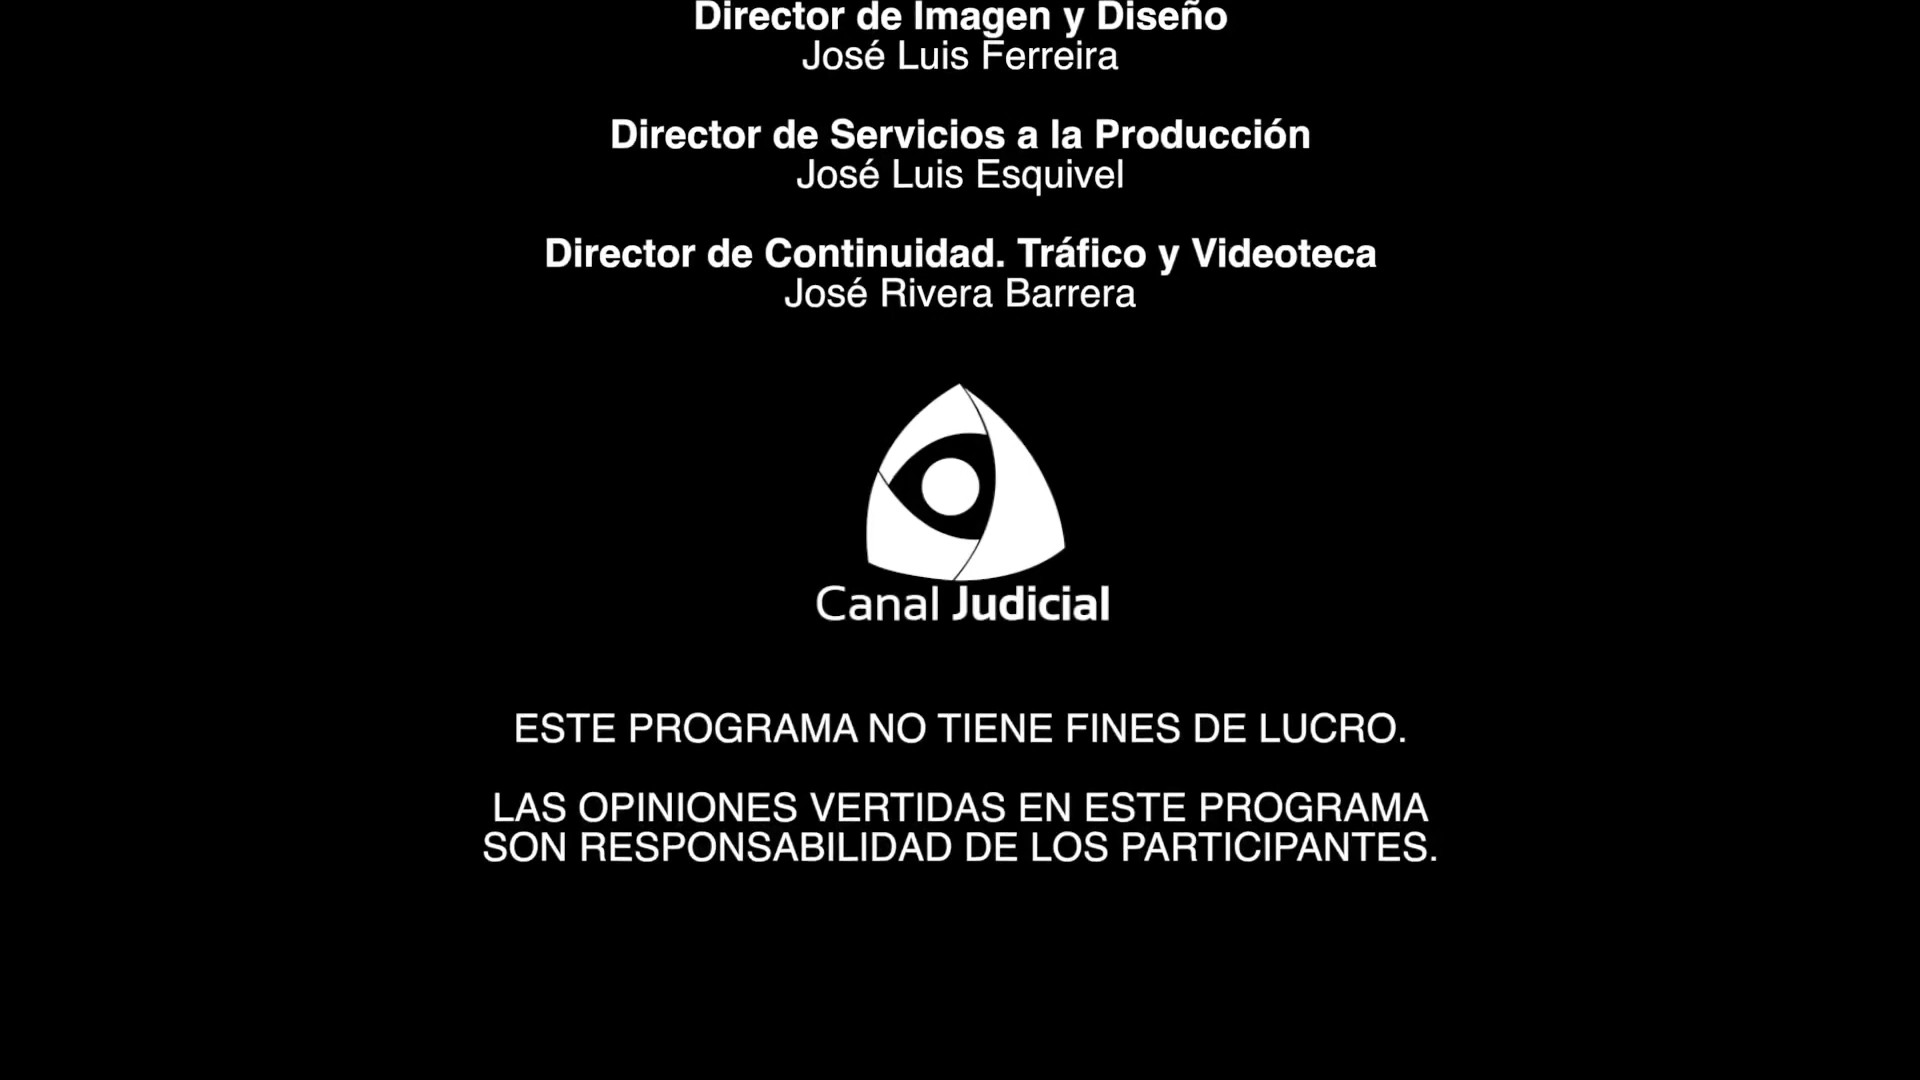 Director de Imagen y Diseño
José Luis Ferreira
Director de Servicios a la Producción
José Luis Esquivel
Director de Continuidad. Tráfico y Videoteca
José Rivera Barrera
Canal Judicial
ESTE PROGRAMA NO TIENE FINES DE LUCRO.
LAS OPINIONES VERTIDAS EN ESTE PROGRAMA
SON RESPONSABILIDAD DE LOS PARTICIPANTES.